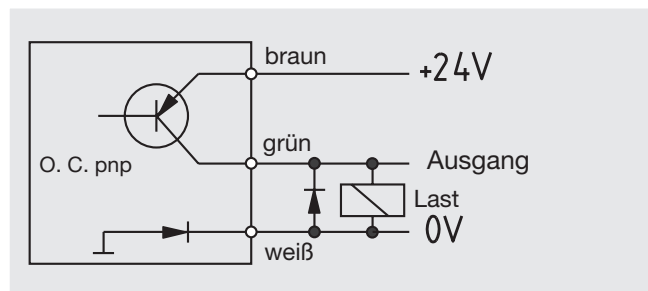 braun
+24V
grün
O. C. pnp
Ausgang
Last
0V
weiß